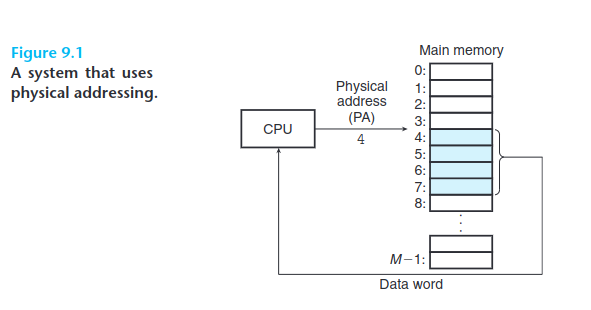 Figure 9.1
A system that uses
physical addressing.
Main memory
Physical
address
(PA)
4
CPU
0:
1:
2:
3:
4:
5:
6:
7:
8:
M−1:
Data word